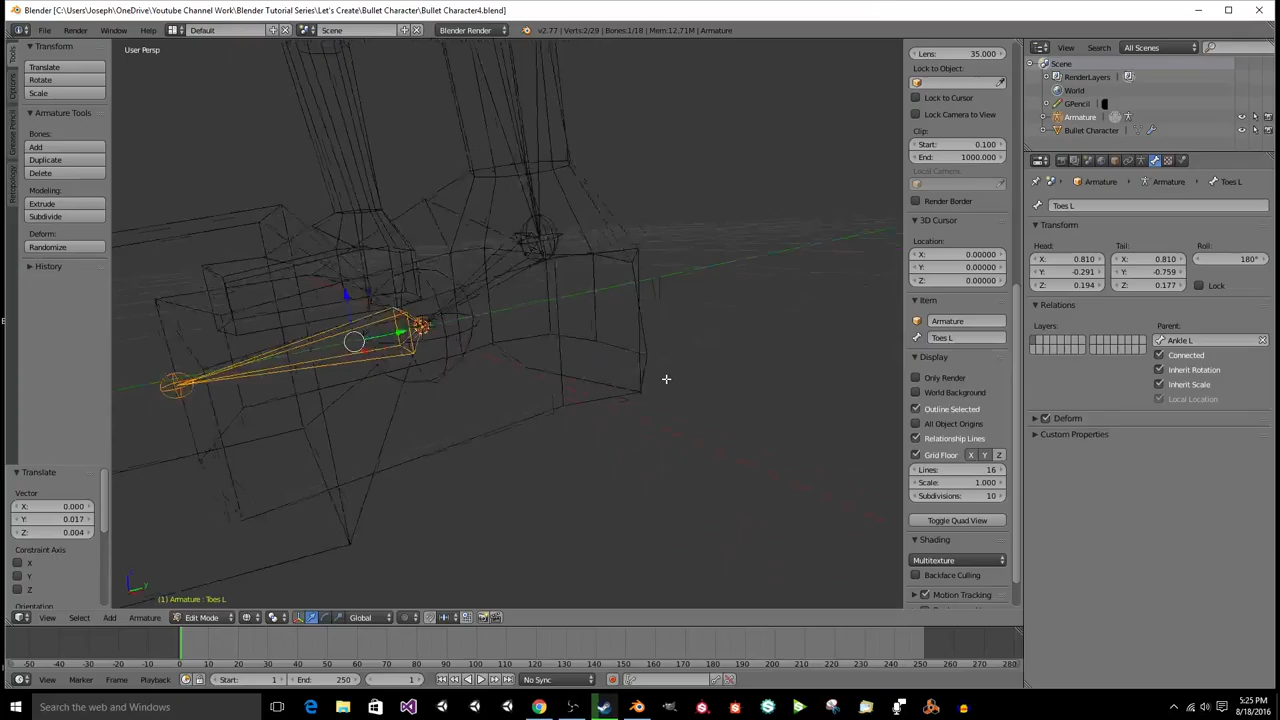 Blender [C:\Users\Joseph\OneDrive\Youtube Channel Work\Blender Tutorial Series\Let's Create\Bullet Character\Bullet Character4.blend]
File Render Window Help Default Scene Blender Render v2.77 | Verts:2/29 | Bones:1/18 | Mem:12.71M | Armature
View Search All Scenes
Transform
Translate
Rotate
Scale
Armature Tools
Bones:
Add
Duplicate
Delete
Modeling:
Extrude
Subdivide
Deform:
Randomize
History
Tools
Options
Grease Pencil
Retopology
Translate
Vector
X: 0.000
Y: 0.017
Z: 0.004
Constraint Axis
X
Y
Z
Orientation
User Persp
(1) Armature : Toes L
Lens: 35.000
Lock to Object:
Lock to Cursor
Lock Camera to View
Clip:
Start: 0.100
End: 1000.000
Local Camera:
Render Border
3D Cursor
Location:
X: 0.00000
Y: 0.00000
Z: 0.00000
Item
Armature
Toes L
Display
Only Render
World Background
Outline Selected
All Object Origins
Relationship Lines
Grid Floor X Y Z
Lines: 16
Scale: 1.000
Subdivisions: 10
Toggle Quad View
Shading
Multitexture
Backface Culling
Motion Tracking
Scene
RenderLayers
World
GPencil
Armature
Bullet Character
Armature Armature Toes L
Toes L
Transform
Head: Tail: Roll:
X: 0.810 X: 0.810 180°
Y: -0.291 Y: -0.759 Lock
Z: 0.194 Z: 0.177
Relations
Layers: Parent:
Ankle L
Connected
Inherit Rotation
Inherit Scale
Local Location
Deform
Custom Properties
View Select Add Armature Edit Mode Global
-50 -40 -30 -20 -10 0 10 20 30 40 50 60 70 80 90 100 110 120 130 140 150 160 170 180 190 200 210 220 230 240 250 260 270 280
View Marker Frame Playback Start: 1 End: 250 1 No Sync
Search the web and Windows
5:25 PM
8/18/2016